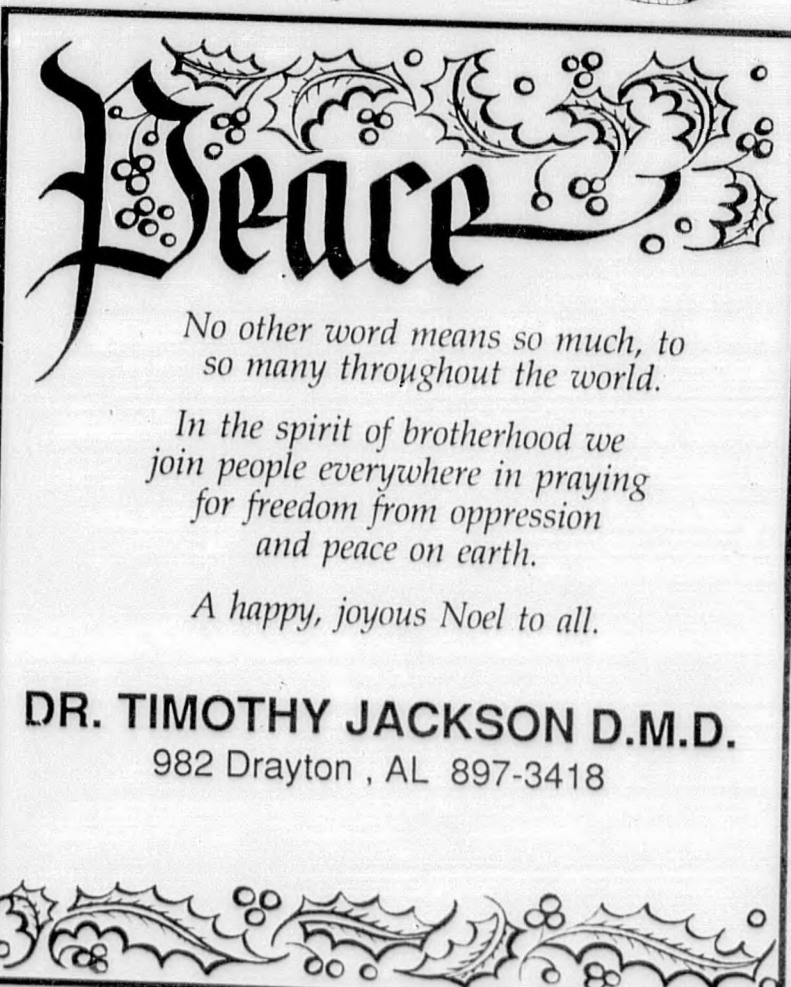 Peace
No other word means so much, to
so many throughout the world.
In the spirit of brotherhood we
join people everywhere in praying
for freedom from oppression
and peace on earth.
A happy, joyous Noel to all.
DR. TIMOTHY JACKSON D.M.D.
982 Drayton , AL 897-3418